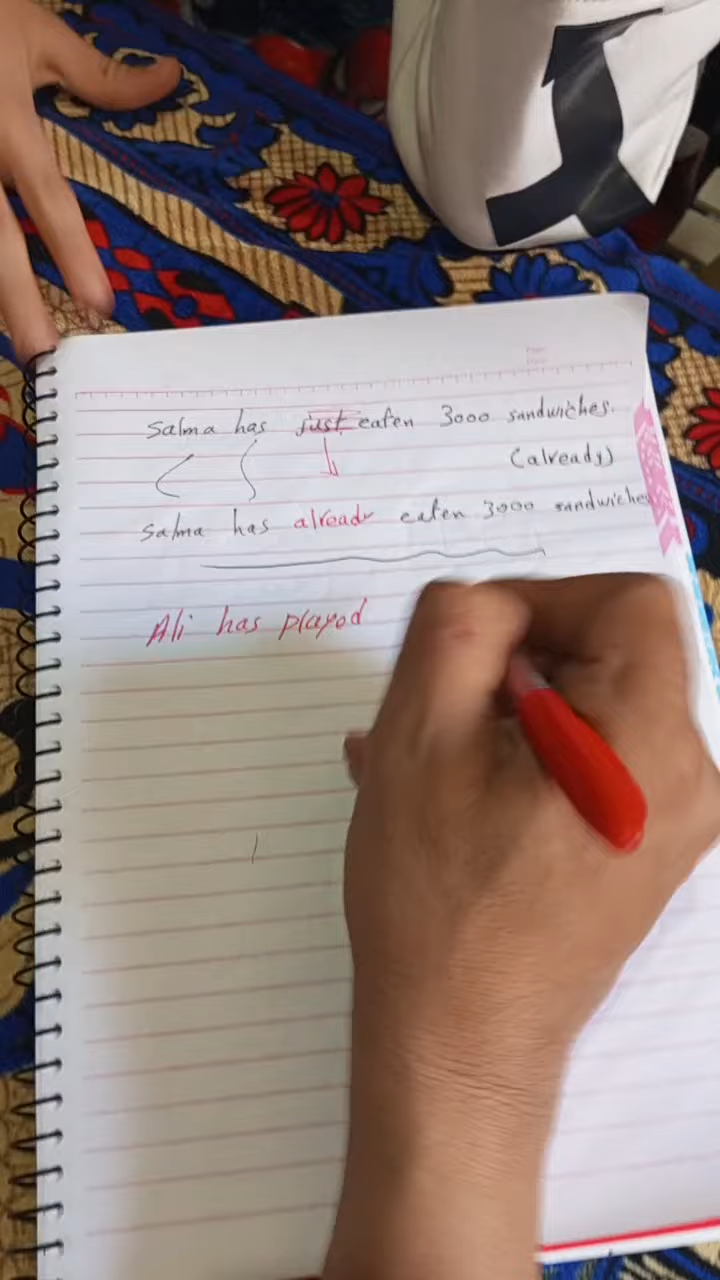 Salma has just eaten 3000 sandwiches.
(already)
Salma has already eaten 3000 sandwiches
Ali has played